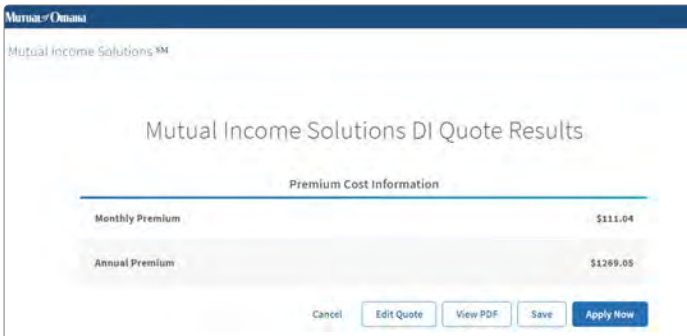 Mutual of Omaha
Mutual Income Solutions SM
Mutual Income Solutions DI Quote Results
Premium Cost Information
Monthly Premium $111.04
Annual Premium $1269.05
Cancel Edit Quote View PDF Save Apply Now